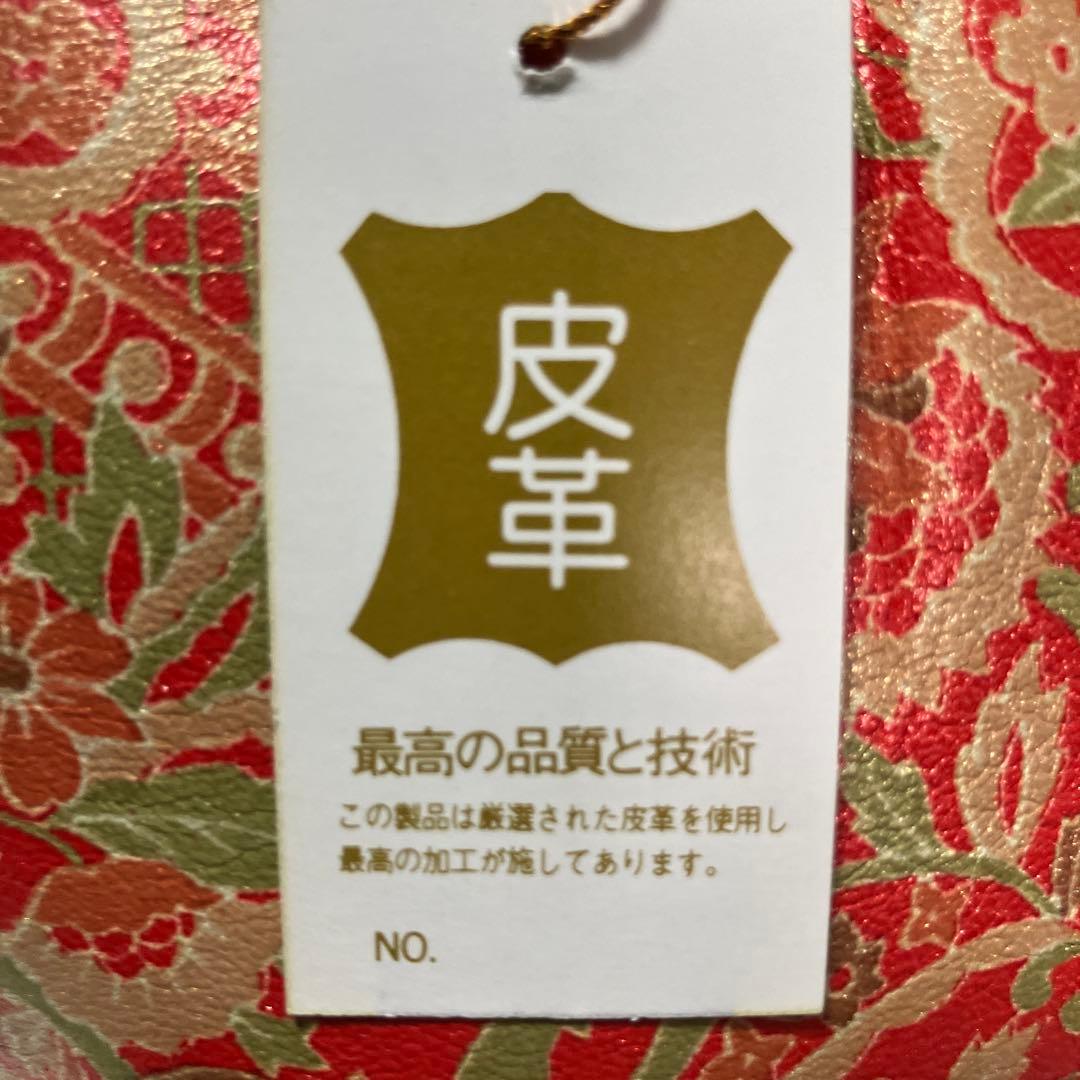 皮革
最高の品質と技術
この製品は厳選された皮革を使用し
最高の加工が施してあります。
NO.